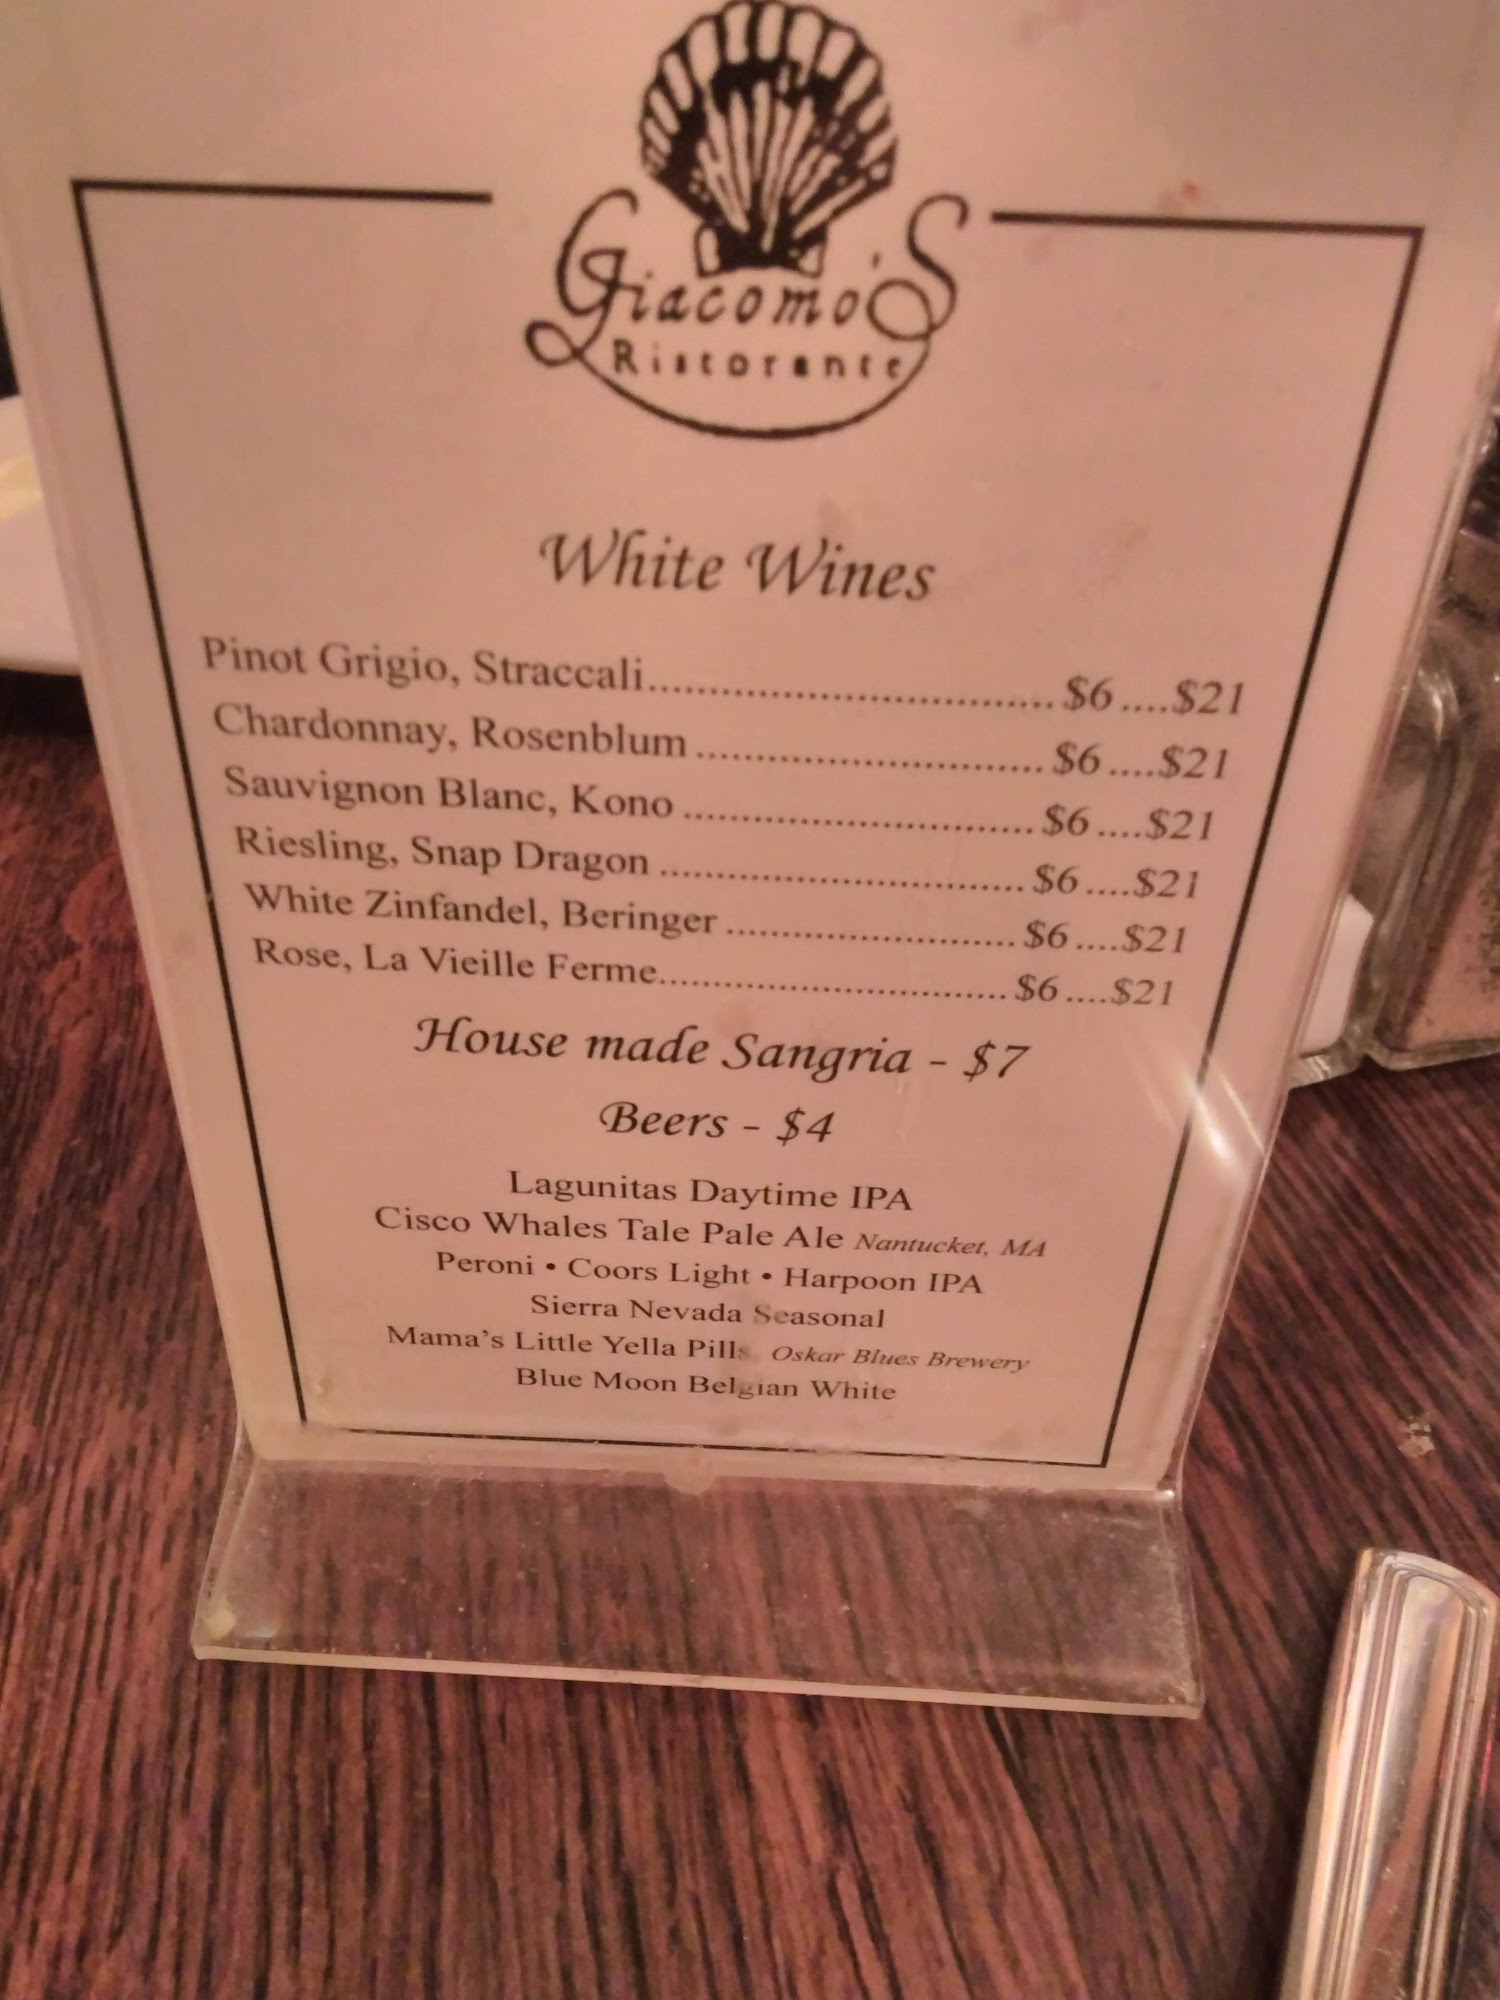 Giacomo's
Ristorante
White Wines
Pinot Grigio, Straccali.................................. $6 ....$21
Chardonnay, Rosenblum ............................. $6 ....$21
Sauvignon Blanc, Kono .............................. $6 ....$21
Riesling, Snap Dragon ............................... $6 ....$21
White Zinfandel, Beringer ......................... $6 ....$21
Rose, La Vieille Ferme.............................. $6 ....$21
House made Sangria - $7
Beers - $4
Lagunitas Daytime IPA
Cisco Whales Tale Pale Ale Nantucket, MA
Peroni • Coors Light • Harpoon IPA
Sierra Nevada Seasonal
Mama's Little Yella Pills Oskar Blues Brewery
Blue Moon Belgian White